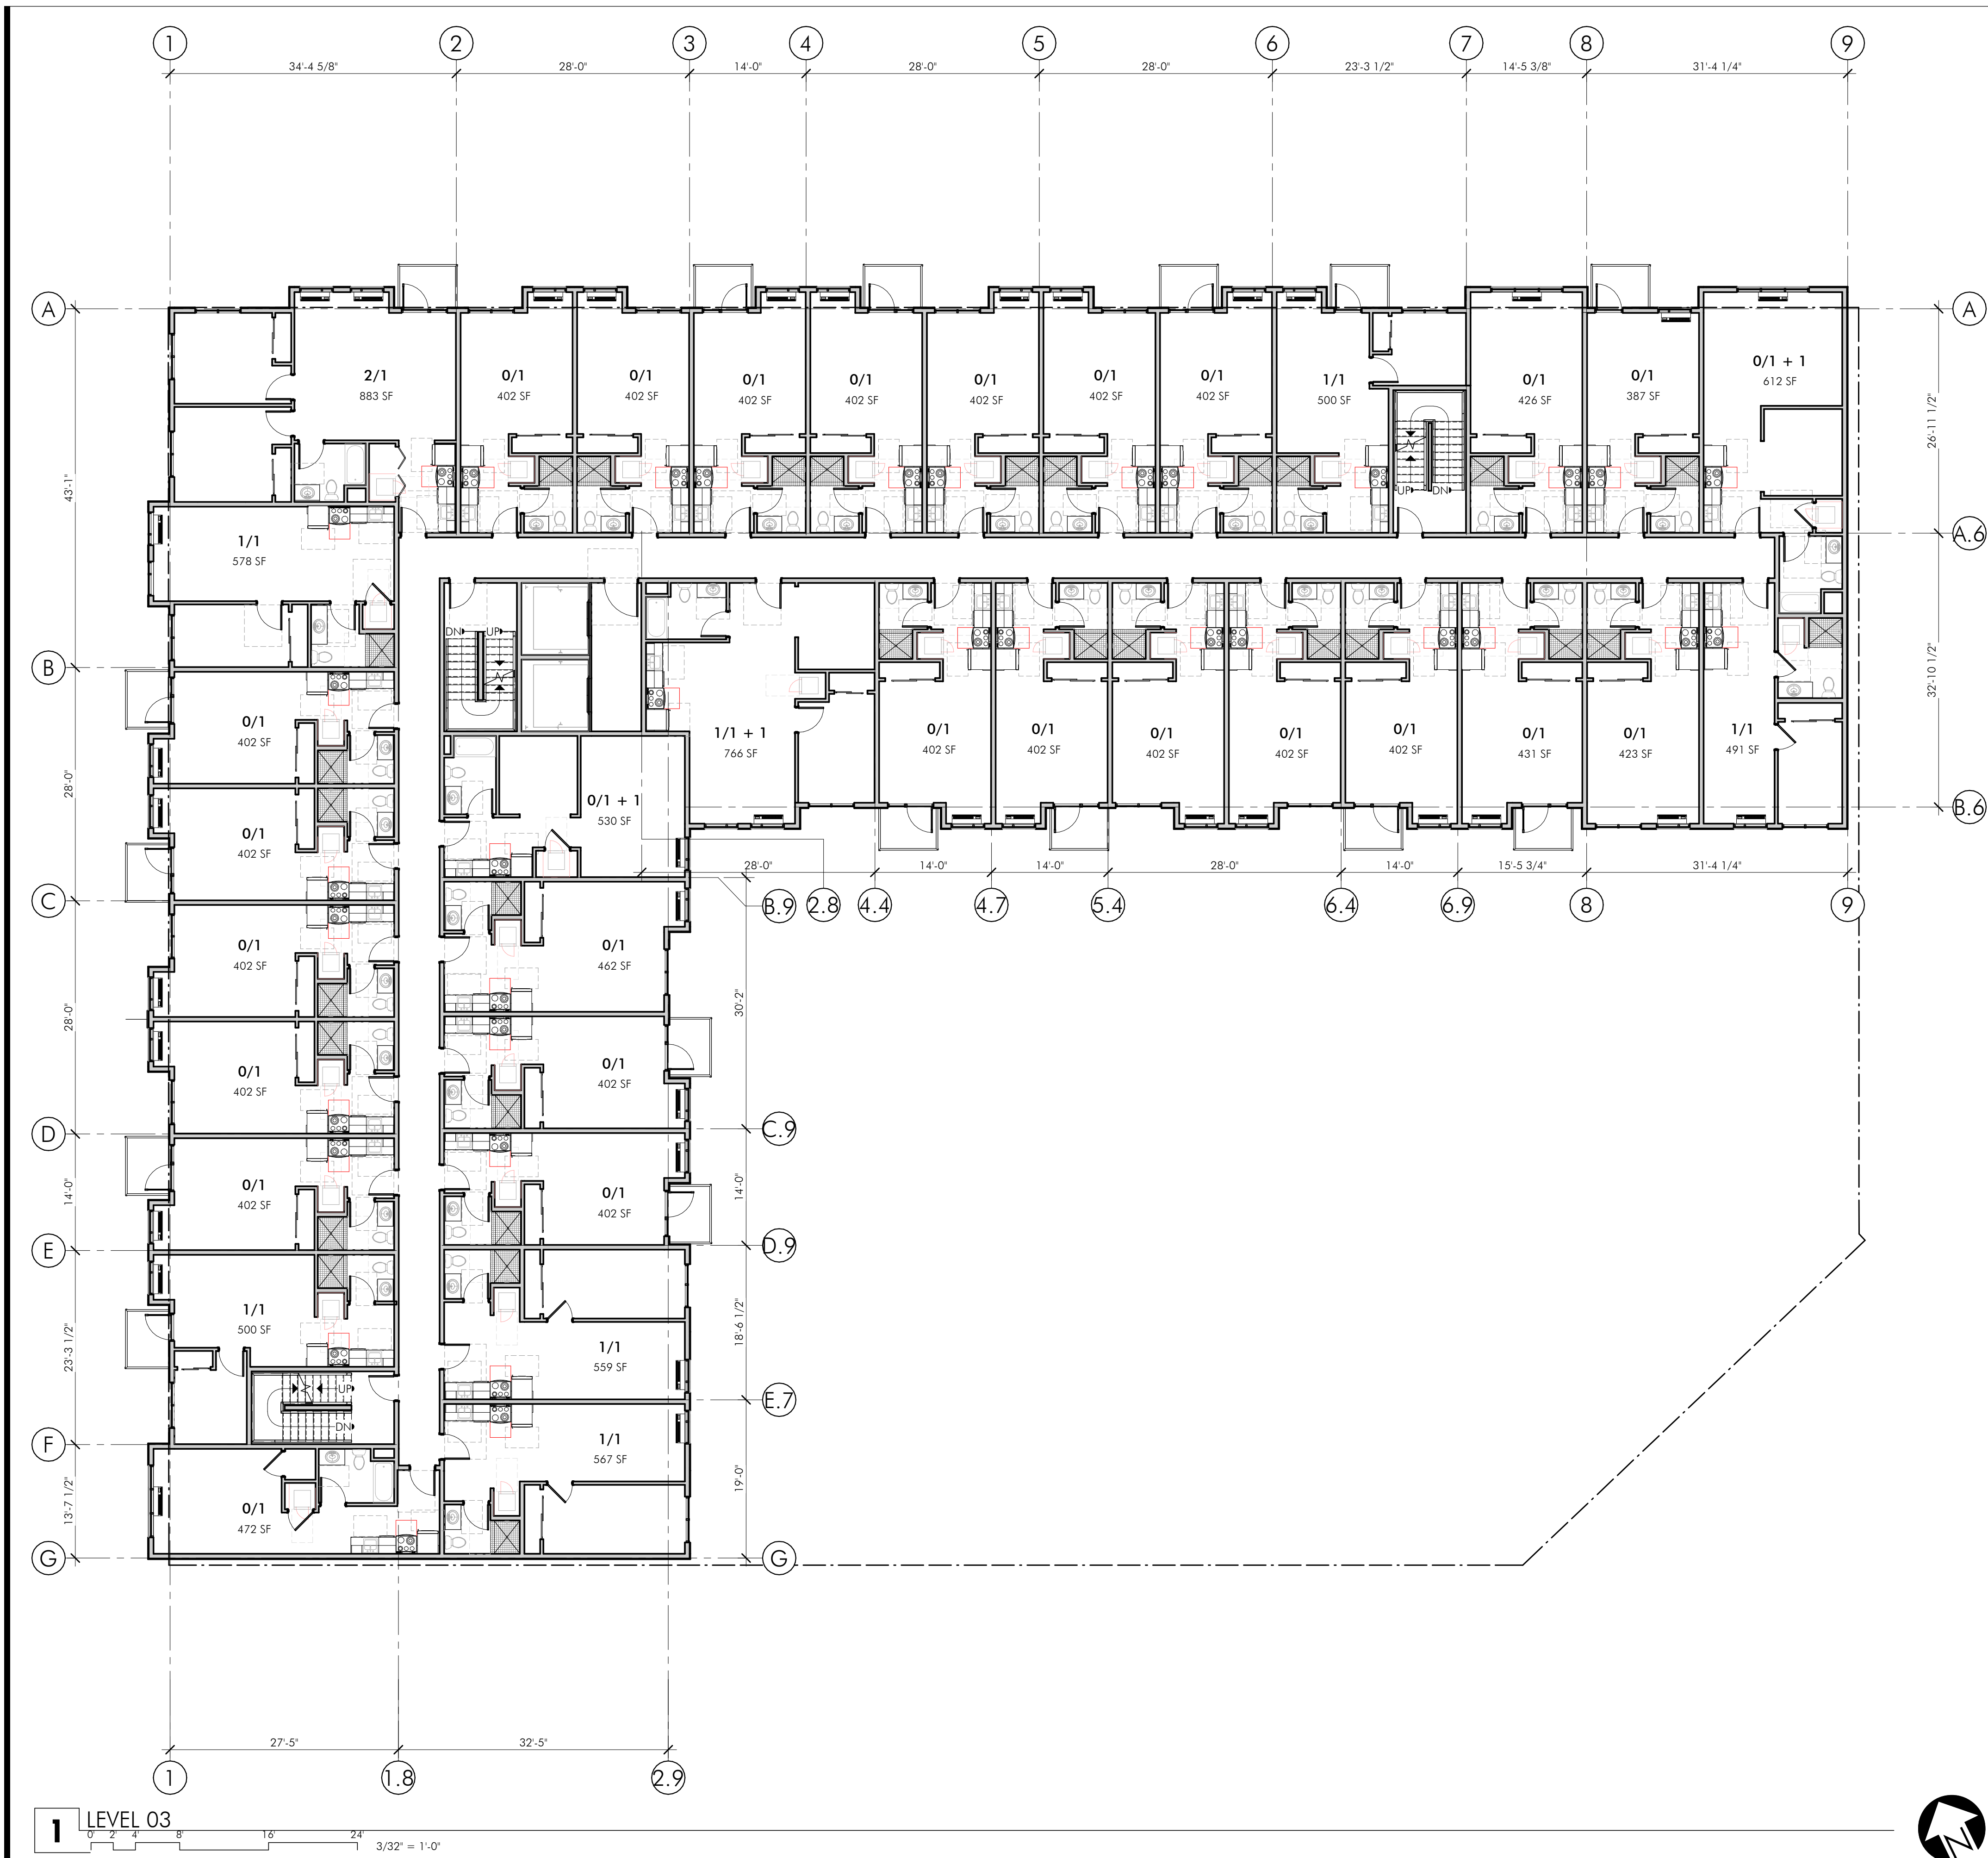 1 2 3 4 5 6 7 8 9
34'-4 5/8" 28'-0" 14'-0" 28'-0" 28'-0" 23'-3 1/2" 14'-5 3/8" 31'-4 1/4"
A A
2/1
883 SF
0/1
402 SF
0/1
402 SF
0/1
402 SF
0/1
402 SF
0/1
402 SF
0/1
402 SF
0/1
402 SF
1/1
500 SF
0/1
426 SF
0/1
387 SF
0/1 + 1
612 SF
26'-11 1/2"
43'-1"
UP DN
A.6
1/1
578 SF
DN UP
B
32'-10 1/2"
0/1
402 SF
1/1 + 1
766 SF
0/1
402 SF
0/1
402 SF
0/1
402 SF
0/1
402 SF
0/1
402 SF
0/1
431 SF
0/1
423 SF
1/1
491 SF
28'-0"
0/1 + 1
530 SF
B.6
0/1
402 SF
28'-0" 14'-0" 14'-0" 28'-0" 14'-0" 15'-5 3/4" 31'-4 1/4"
C
B.9 2.8 4.4 4.7 5.4 6.4 6.9 8 9
0/1
402 SF
0/1
462 SF
28'-0"
30'-2"
0/1
402 SF
0/1
402 SF
D
C.9
0/1
402 SF
0/1
402 SF
14'-0"
14'-0"
E
D.9
1/1
500 SF
23'-3 1/2"
18'-6 1/2"
1/1
559 SF
UP
DN
E.7
F
1/1
567 SF
13'-7 1/2"
19'-0"
0/1
472 SF
G G
27'-5" 32'-5"
1 1.8 2.9
1 LEVEL 03
0' 2' 4' 8' 16' 24'
3/32" = 1'-0"
N